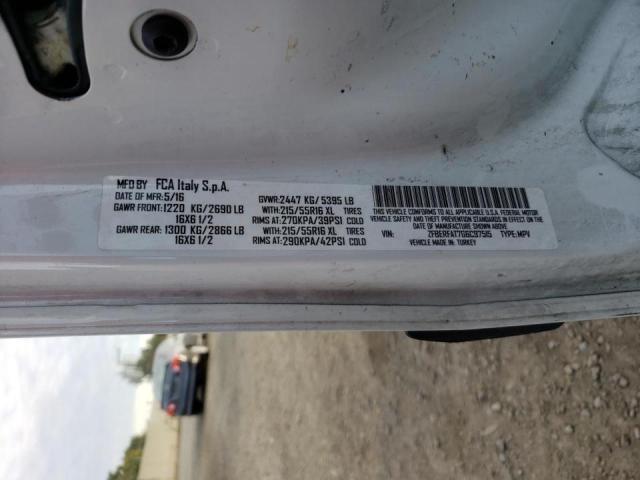 MFD BY FCA Italy S.p.A.
DATE OF MFR: 5/16 GVWR: 2447 KG/ 5395 LB
GAWR FRONT: 1220 KG/2690 LB WITH: 215/55R16 XL TIRES
16X6 1/2 RIMS AT: 270KPA/39PSI COLD
GAWR REAR: 1300 KG/2866 LB WITH: 215/55R16 XL TIRES
16X6 1/2 RIMS AT: 290KPA/42PSI COLD
THIS VEHICLE CONFORMS TO ALL APPLICABLE U.S.A. FEDERAL MOTOR
VEHICLE SAFETY, BUMPER, AND THEFT PREVENTION STANDARDS IN EFFECT
ON THE DATE OF MANUFACTURE SHOWN ABOVE.
VIN: ZFBERFAT7G6C97515 TYPE: MPV
VEHICLE MADE IN: TURKEY